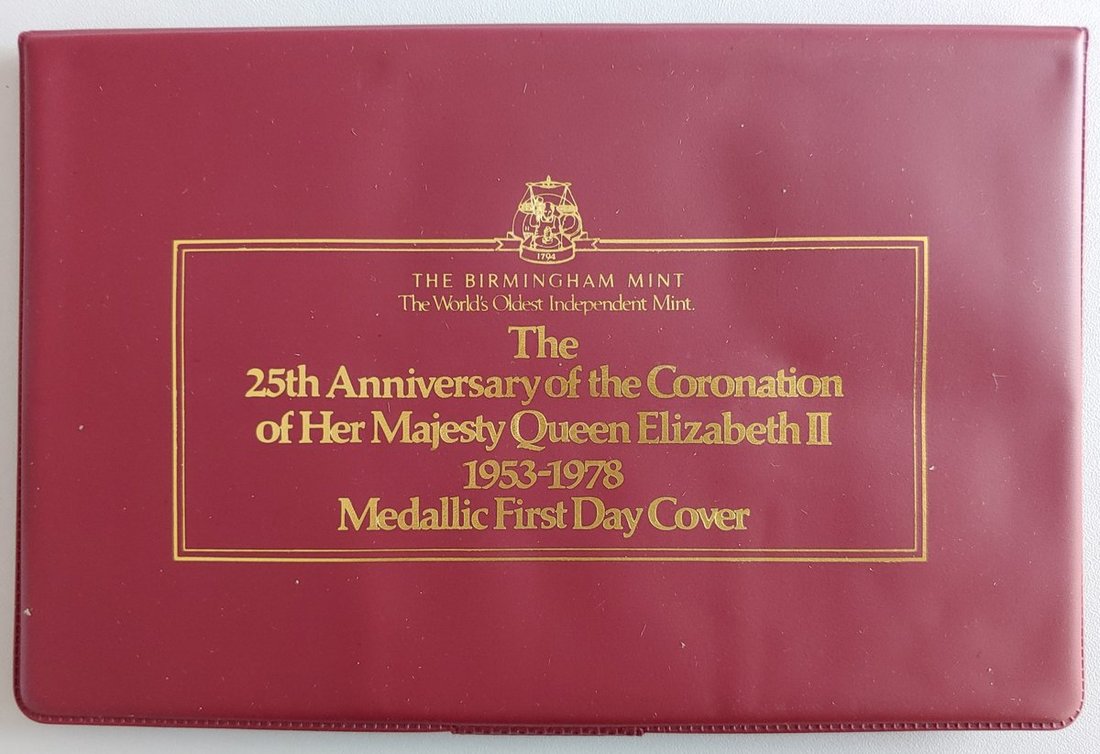 1794
THE BIRMINGHAM MINT
The World's Oldest Independent Mint.
The
25th Anniversary of the Coronation
of Her Majesty Queen Elizabeth II
1953-1978
Medallic First Day Cover